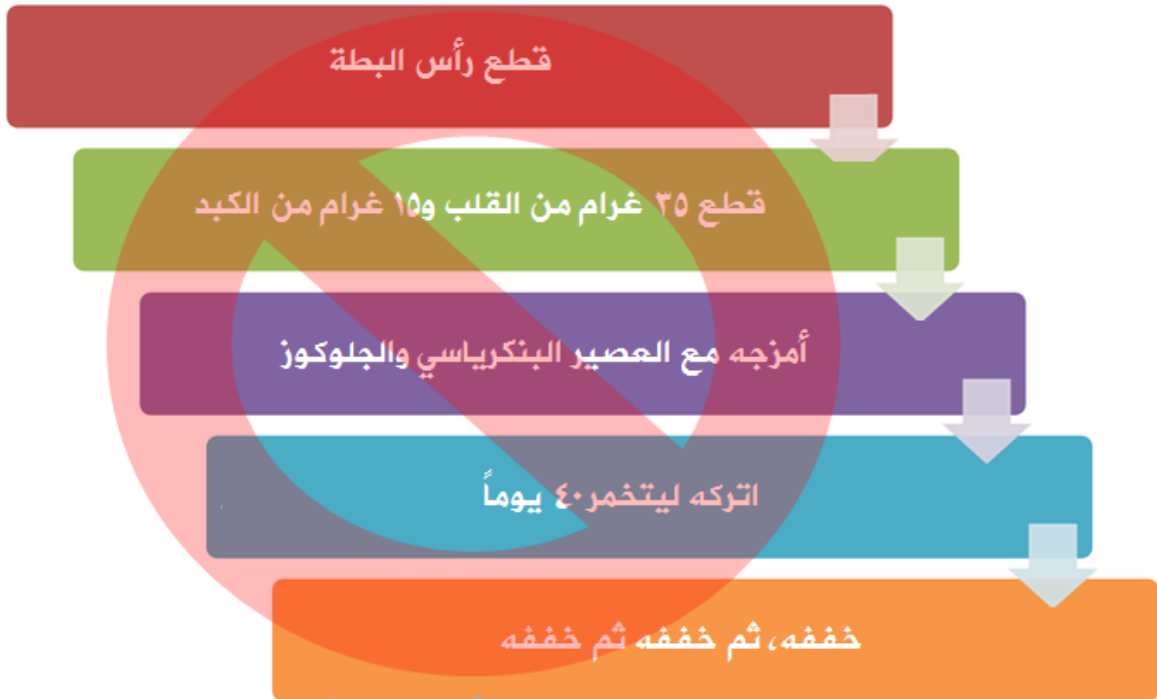 قطع رأس البطة
قطع ٣٥ غرام من القلب و١٥ غرام من الكبد
أمزجه مع العصير البنكرياسي والجلوكوز
اتركه ليتخمر٤٠ يوماً
خففه، ثم خففه ثم خففه